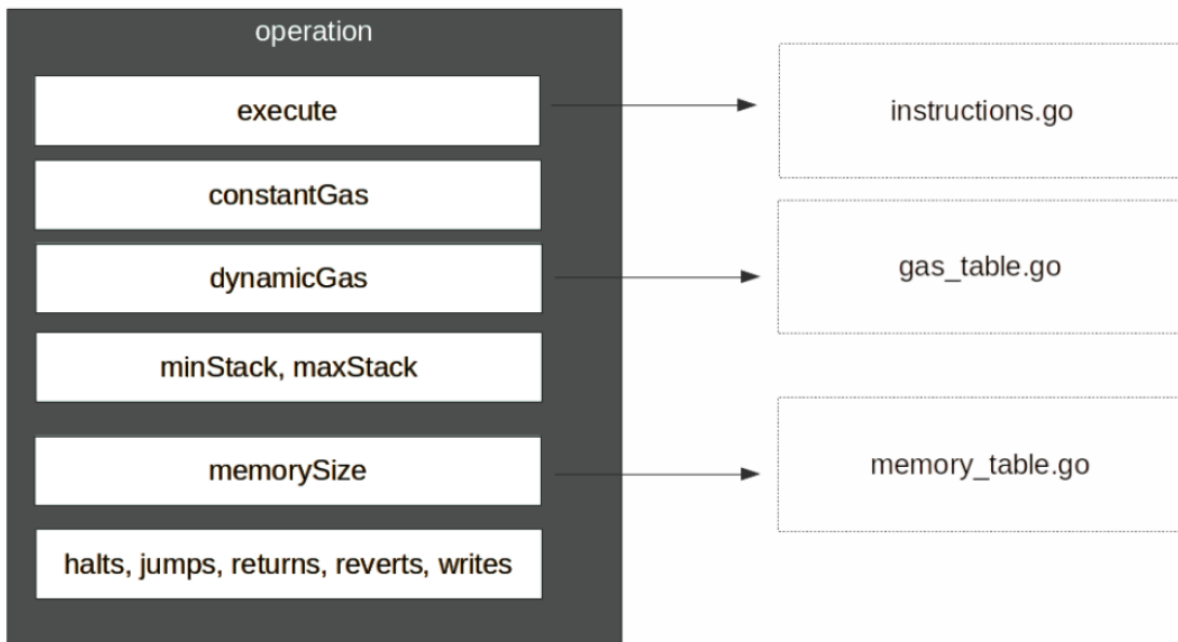 operation
execute
instructions.go
constantGas
dynamicGas
gas_table.go
minStack, maxStack
memorySize
memory_table.go
halts, jumps, returns, reverts, writes